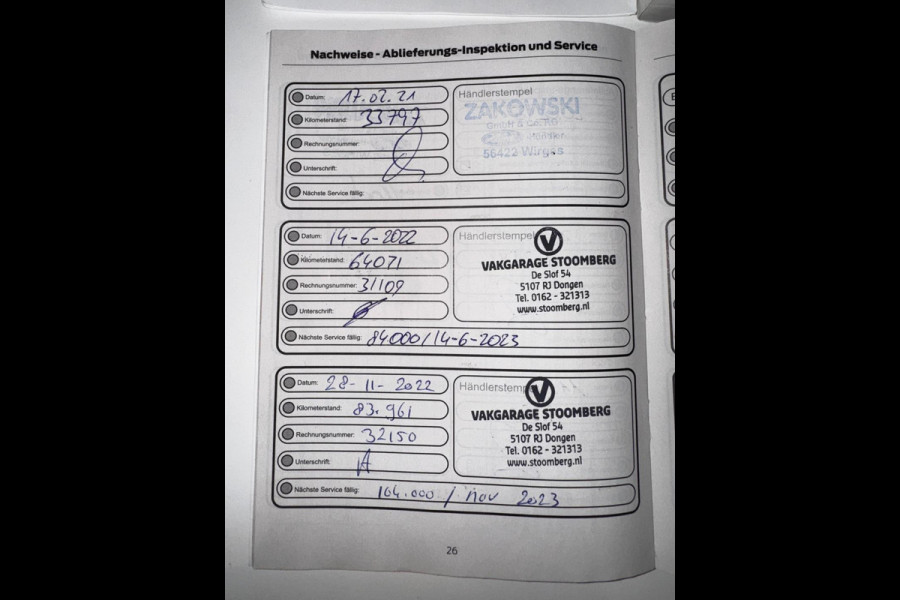 Nachweise - Ablieferungs-Inspektion und Service
Datum: 17.02.21
Kilometerstand: 33797
Rechnungsnummer:
Unterschrift:
Nächste Service fällig:
Händlerstempel
ZAKOWSKI
56422 Wirges
Datum: 14-6-2022
Kilometerstand: 64071
Rechnungsnummer: 31109
Unterschrift:
Nächste Service fällig: 84000/14-6-2023
Händlerstempel
VAKGARAGE STOOMBERG
De Slof 54
5107 RJ Dongen
Tel. 0162 - 321313
www.stoomberg.nl
Datum: 28-11-2022
Kilometerstand: 83.961
Rechnungsnummer: 32150
Unterschrift:
Nächste Service fällig: 104.000 / nov 2023
Händlerstemp
VAKGARAGE STOOMBERG
De Slof 54
5107 RJ Dongen
Tel. 0162 - 321313
www.stoomberg.nl
26